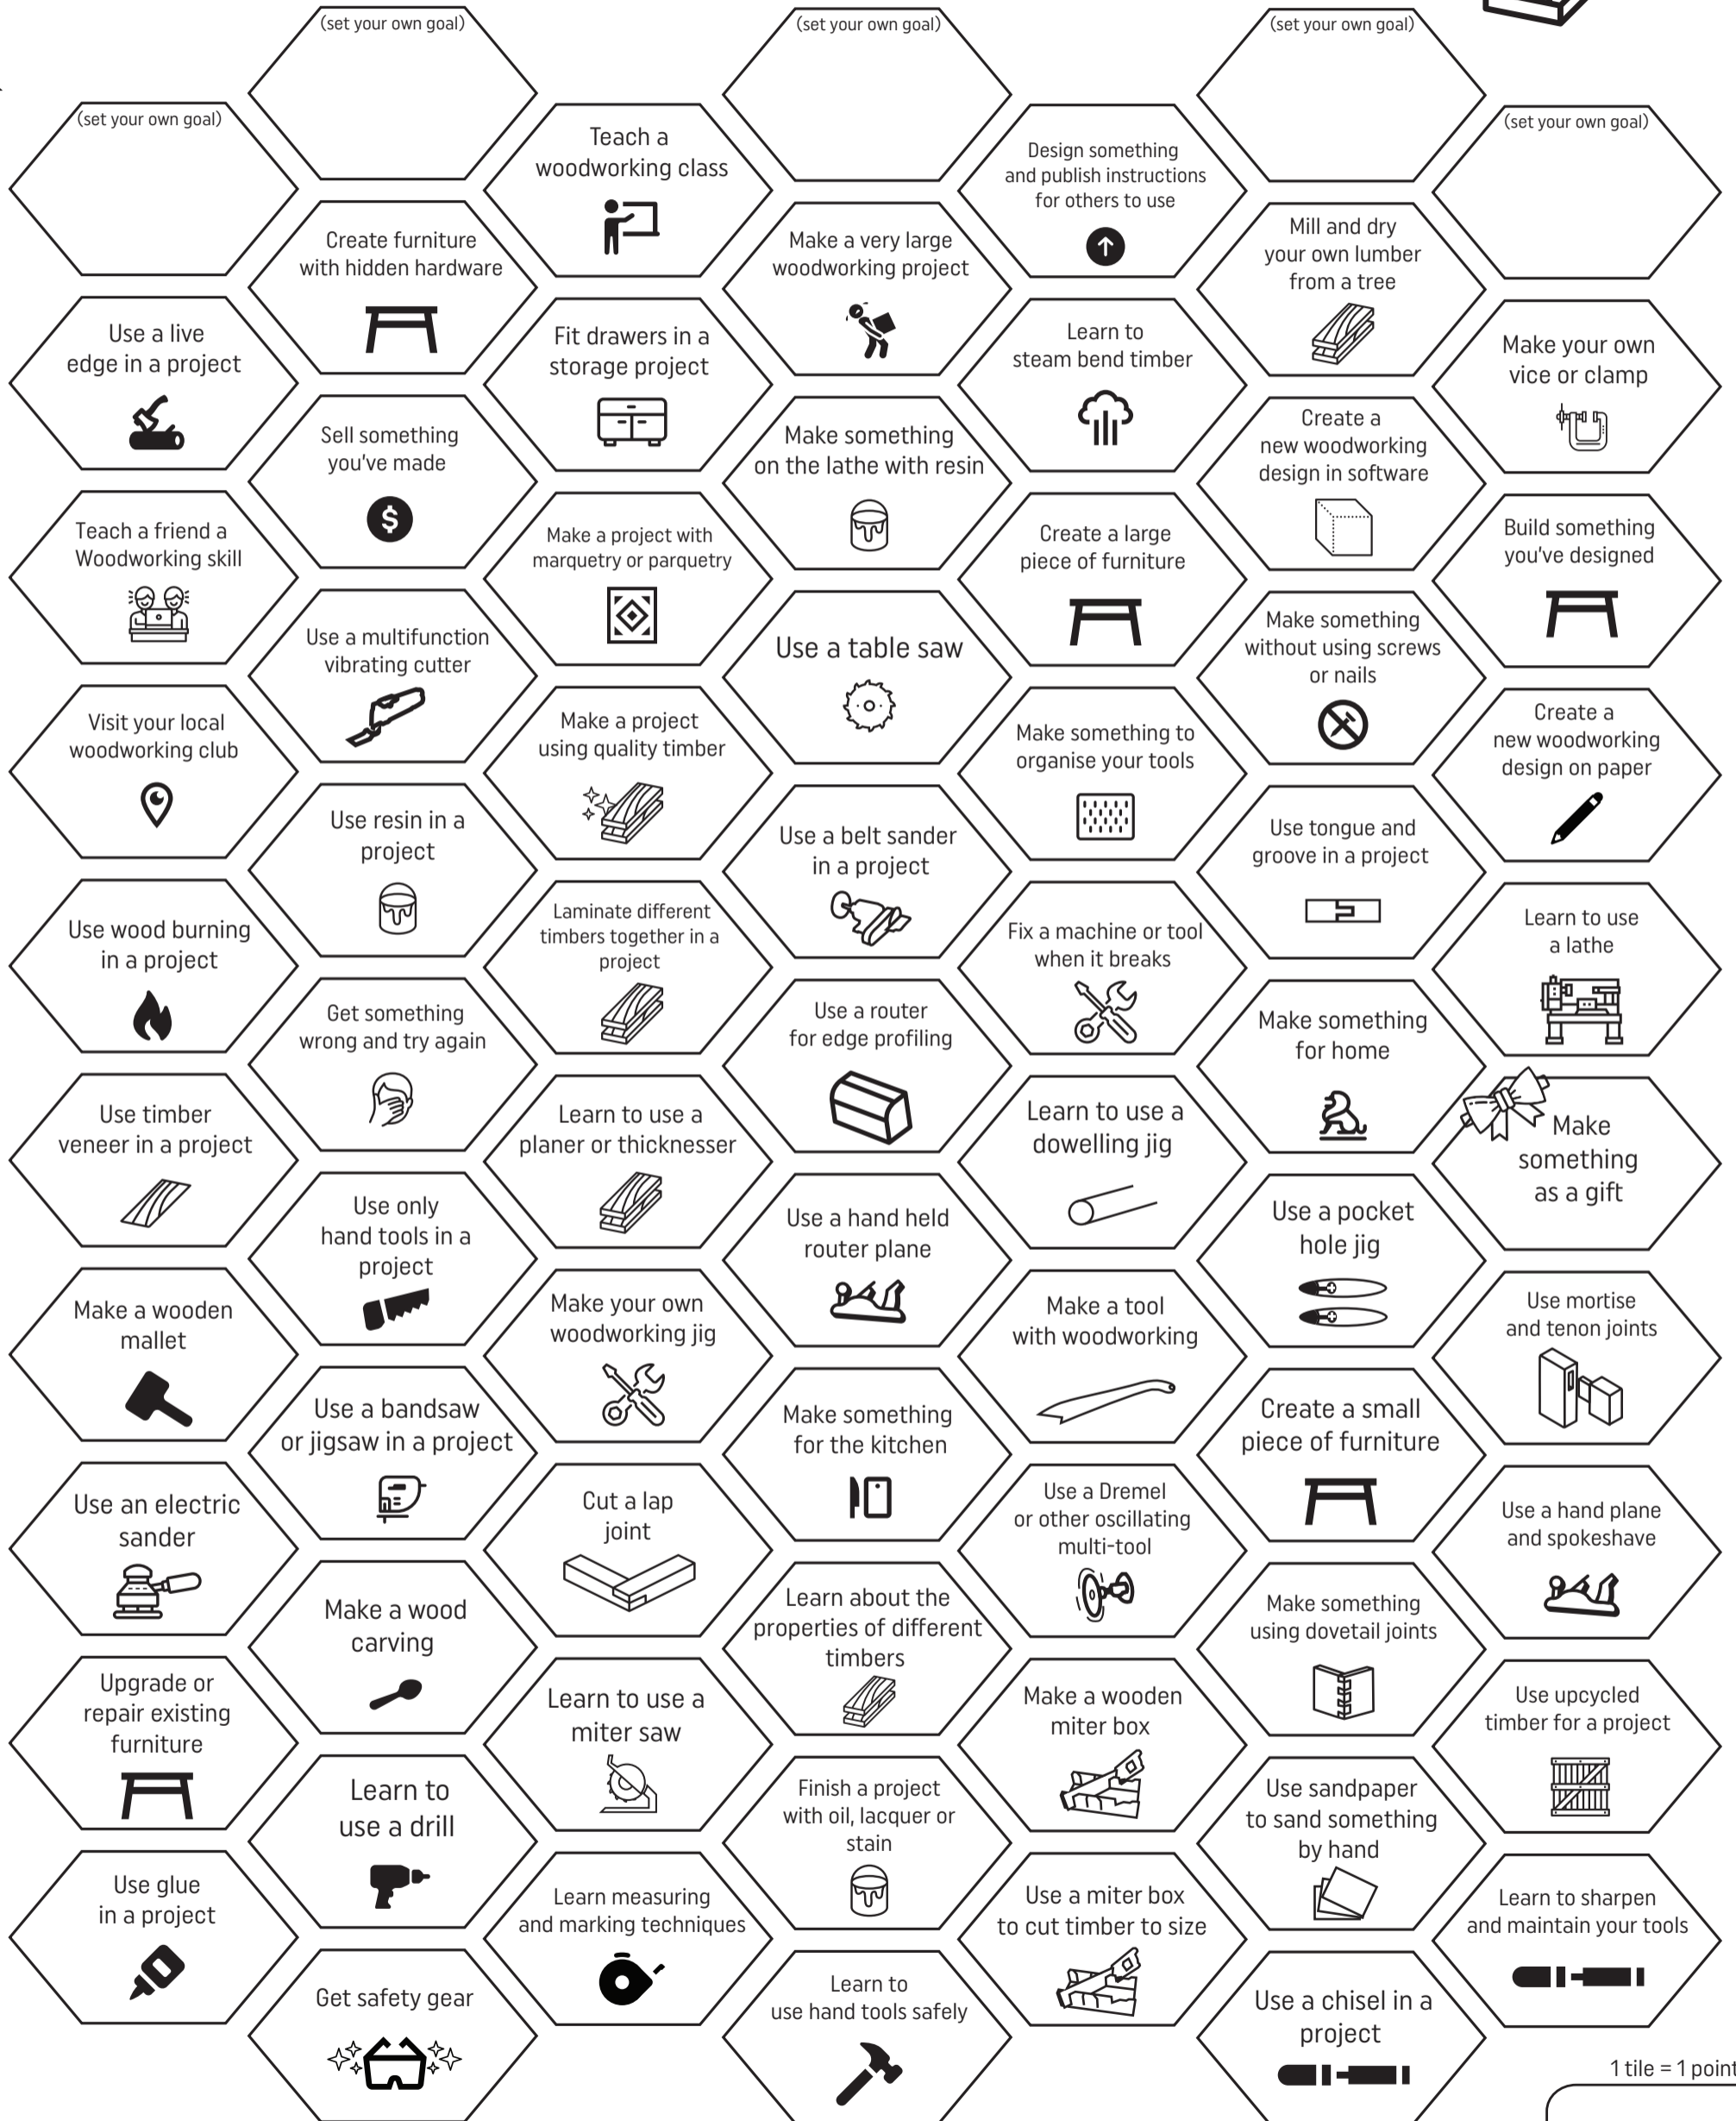 (set your own goal)
(set your own goal)
(set your own goal)
(set your own goal)
(set your own goal)
Teach a
woodworking class
Design something
and publish instructions
for others to use
Create furniture
with hidden hardware
Make a very large
woodworking project
Mill and dry
your own lumber
from a tree
Use a live
edge in a project
Fit drawers in a
storage project
Learn to
steam bend timber
Make your own
vice or clamp
Sell something
you've made
Make something
on the lathe with resin
Create a
new woodworking
design in software
Teach a friend a
Woodworking skill
Make a project with
marquetry or parquetry
Create a large
piece of furniture
Build something
you've designed
Use a multifunction
vibrating cutter
Use a table saw
Make something
without using screws
or nails
Visit your local
woodworking club
Make a project
using quality timber
Make something to
organise your tools
Create a
new woodworking
design on paper
Use resin in a
project
Use a belt sander
in a project
Use tongue and
groove in a project
Use wood burning
in a project
Laminate different
timbers together in a
project
Fix a machine or tool
when it breaks
Learn to use
a lathe
Get something
wrong and try again
Use a router
for edge profiling
Make something
for home
Use timber
veneer in a project
Learn to use a
planer or thicknesser
Learn to use a
dowelling jig
Make
something
as a gift
Use only
hand tools in a
project
Use a hand held
router plane
Use a pocket
hole jig
Make a wooden
mallet
Make your own
woodworking jig
Make a tool
with woodworking
Use mortise
and tenon joints
Use a bandsaw
or jigsaw in a project
Make something
for the kitchen
Create a small
piece of furniture
Use an electric
sander
Cut a lap
joint
Use a Dremel
or other oscillating
multi-tool
Use a hand plane
and spokeshave
Make a wood
carving
Learn about the
properties of different
timbers
Make something
using dovetail joints
Upgrade or
repair existing
furniture
Learn to use a
miter saw
Make a wooden
miter box
Use upcycled
timber for a project
Learn to
use a drill
Finish a project
with oil, lacquer or
stain
Use sandpaper
to sand something
by hand
Use glue
in a project
Learn measuring
and marking techniques
Use a miter box
to cut timber to size
Learn to sharpen
and maintain your tools
Get safety gear
Learn to
use hand tools safely
Use a chisel in a
project
1 tile = 1 point